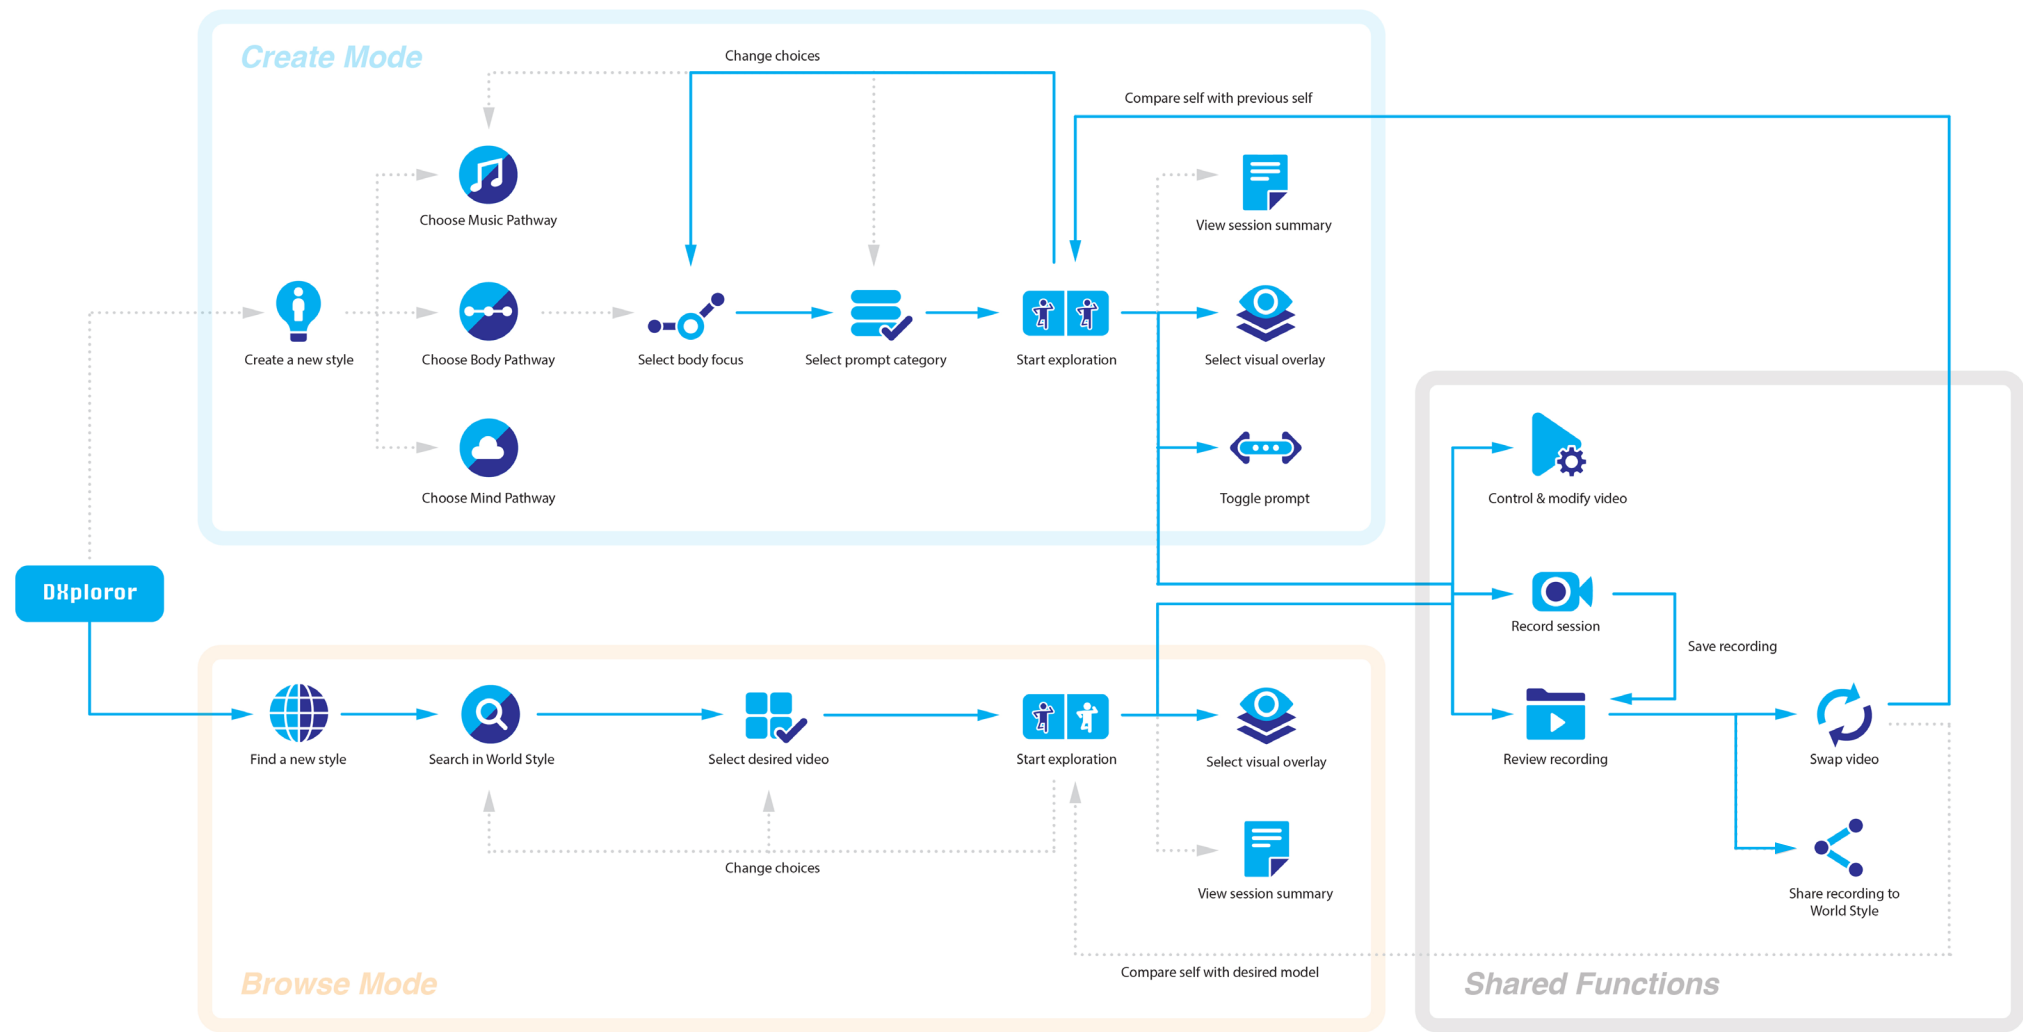 Create Mode
Change choices
Compare self with previous self
Choose Music Pathway
View session summary
Create a new style
Choose Body Pathway
Select body focus
Select prompt category
Start exploration
Select visual overlay
Choose Mind Pathway
Toggle prompt
Control & modify video
DXploror
Record session
Save recording
Find a new style
Search in World Style
Select desired video
Start exploration
Select visual overlay
Review recording
Swap video
Change choices
View session summary
Share recording to
World Style
Compare self with desired model
Browse Mode
Shared Functions